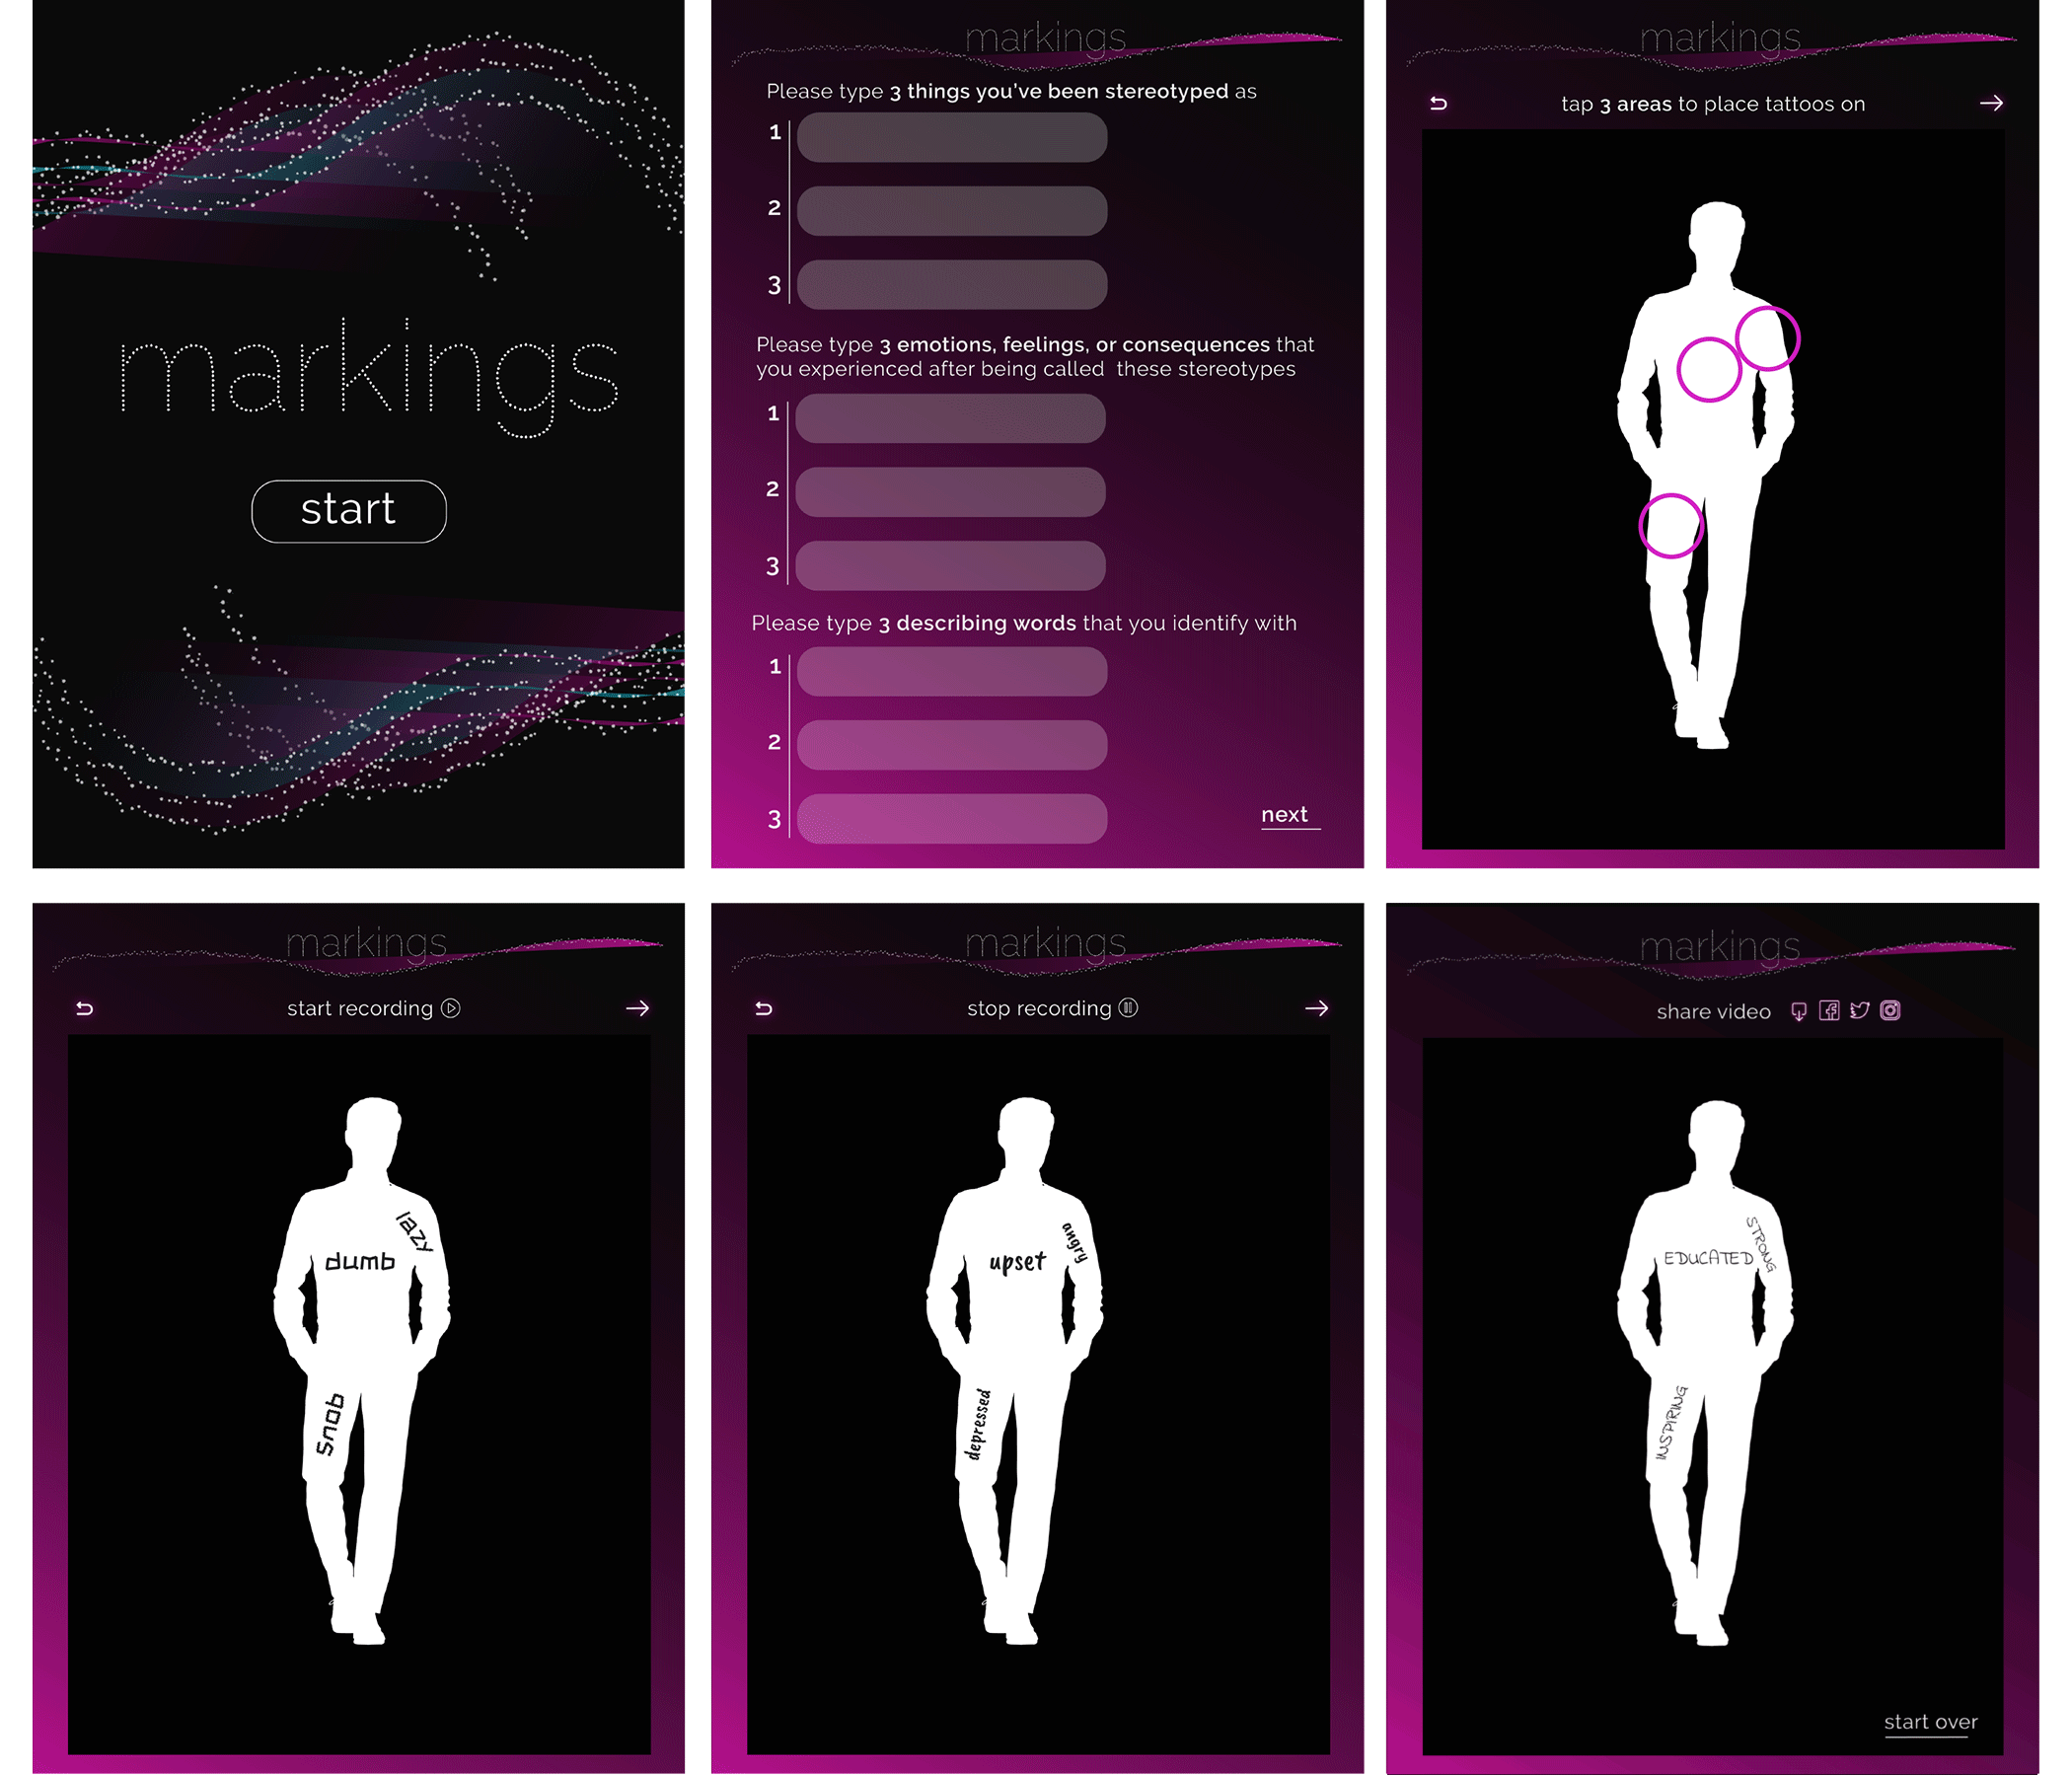 markings
start
markings
Please type 3 things you've been stereotyped as
1
2
3
Please type 3 emotions, feelings, or consequences that
you experienced after being called these stereotypes
1
2
3
Please type 3 describing words that you identify with
1
2
3
next
markings
tap 3 areas to place tattoos on
markings
start recording
lazy
dumb
snob
markings
stop recording
angry
upset
depressed
markings
share video
STRONG
EDUCATED
INSPIRING
start over